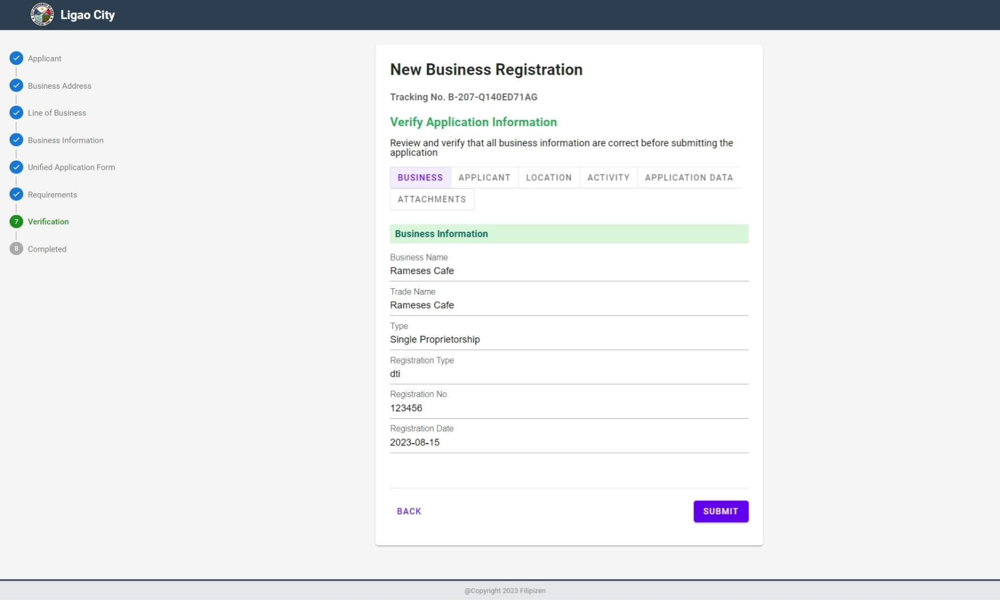 Ligao City
Applicant
Business Address
Line of Business
Business Information
Unified Application Form
Requirements
7 Verification
8 Completed
New Business Registration
Tracking No. B-207-Q140ED71AG
Verify Application Information
Review and verify that all business information are correct before submitting the
application
BUSINESS APPLICANT LOCATION ACTIVITY APPLICATION DATA
ATTACHMENTS
Business Information
Business Name
Rameses Cafe
Trade Name
Rameses Cafe
Type
Single Proprietorship
Registration Type
dti
Registration No.
123456
Registration Date
2023-08-15
BACK SUBMIT
@Copyright 2023 Filipizen